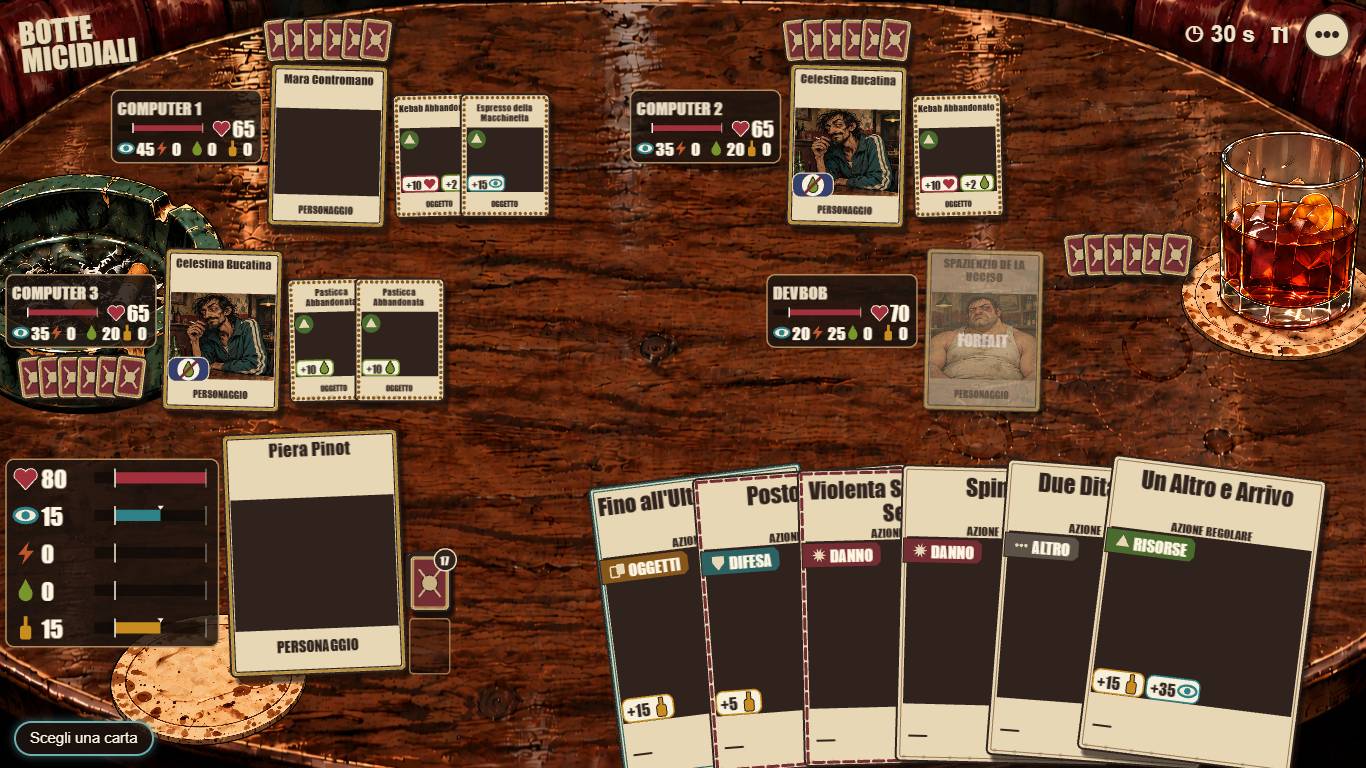 BOTTE
MICIDIALI
30 s T1
Mara Contromano
COMPUTER 1
65
45 0 0 0
PERSONAGGIO
Kebab Abbandon
+10 +2
OGGETTO
Espresso della
Macchinetta
+15
OGGETTO
Celestina Bucatina
COMPUTER 2
65
35 0 20 0
PERSONAGGIO
Kebab Abbandonato
+10 +2
OGGETTO
Celestina Bucatina
COMPUTER 3
65
35 0 20 0
PERSONAGGIO
Pasticca
Abbandonata
+10
OGGETTO
Pasticca
Abbandonata
+10
OGGETTO
SPAZIENZIO DE LA
UCCISO
DEVBOB
70
20 25 0 0
FORFAIT
PERSONAGGIO
80
15
0
0
15
Piera Pinot
PERSONAGGIO
17
Fino all'Ult
AZION
OGGETTI
+15
—
Posto
AZION
DIFESA
+5
—
Violenta S
Se
AZIONE
DANNO
—
Spin
AZIONE
DANNO
—
Due Dita
AZIONE
ALTRO
—
Un Altro e Arrivo
AZIONE REGOLARE
RISORSE
+15 +35
—
Scegli una carta